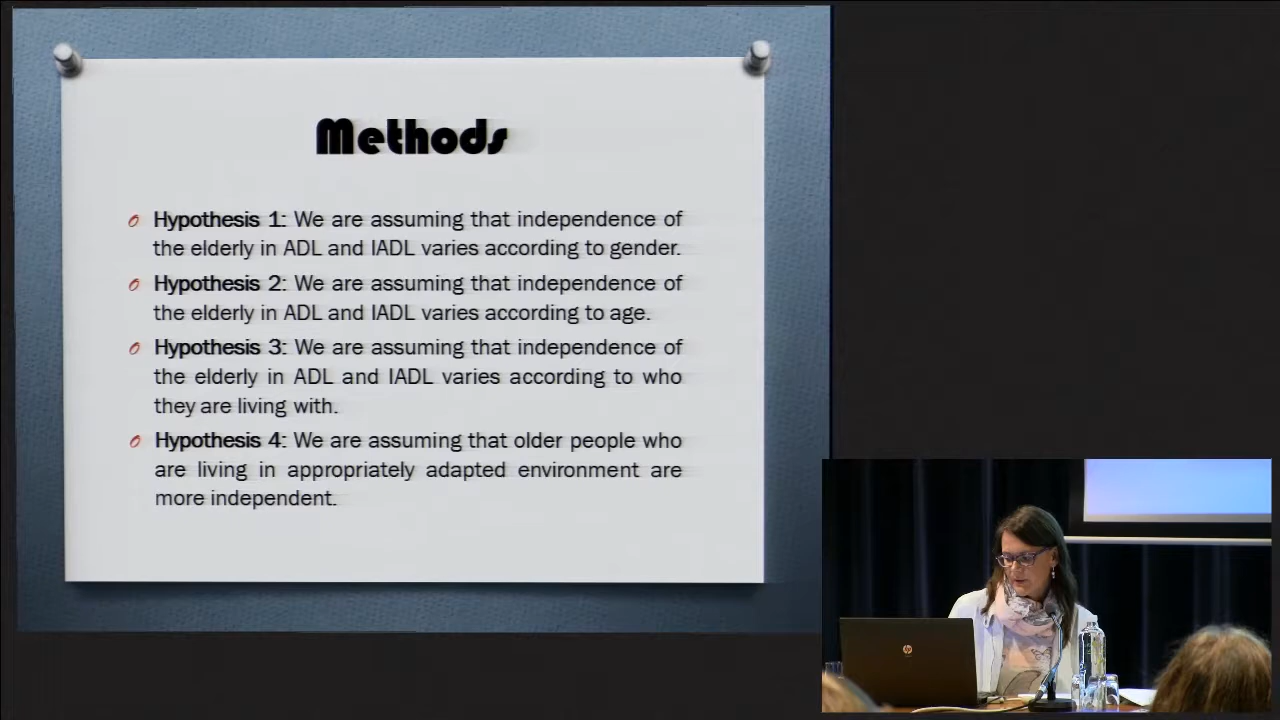 Methods
Hypothesis 1: We are assuming that independence of
the elderly in ADL and IADL varies according to gender.
Hypothesis 2: We are assuming that independence of
the elderly in ADL and IADL varies according to age.
Hypothesis 3: We are assuming that independence of
the elderly in ADL and IADL varies according to who
they are living with.
Hypothesis 4: We are assuming that older people who
are living in appropriately adapted environment are
more independent.
hp